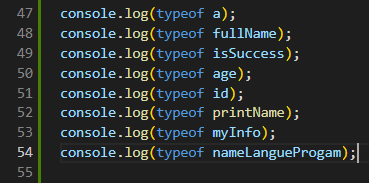 47 console.log(typeof a);
48 console.log(typeof fullName);
49 console.log(typeof isSuccess);
50 console.log(typeof age);
51 console.log(typeof id);
52 console.log(typeof printName);
53 console.log(typeof myInfo);
54 console.log(typeof nameLangueProgam);
55